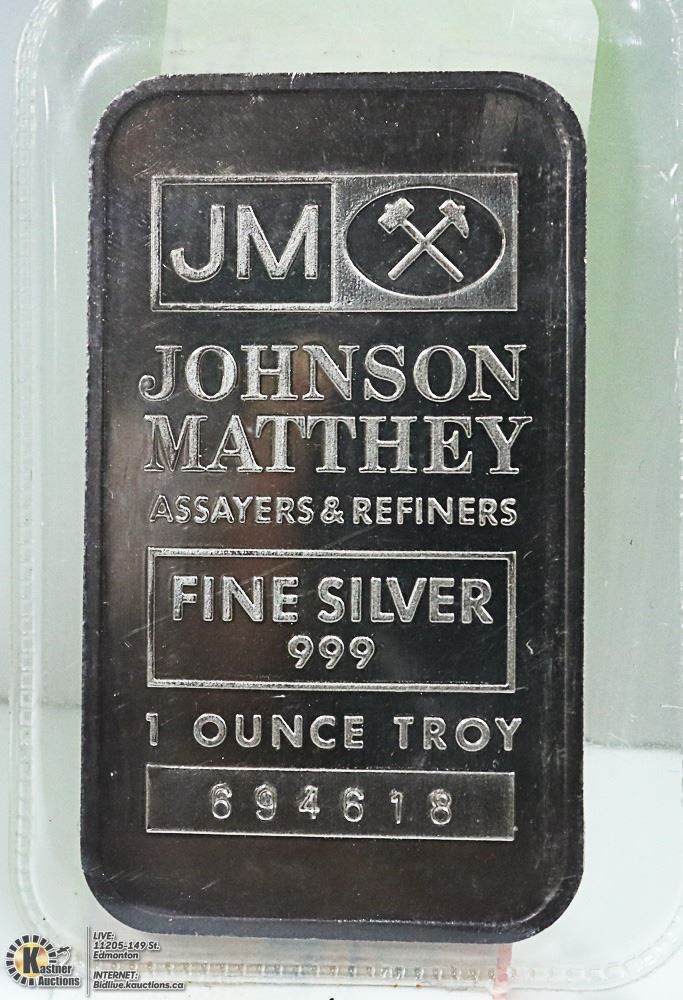 JM
JOHNSON
MATTHEY
ASSAYERS & REFINERS
FINE SILVER
999
1 OUNCE TROY
694618
Kastner
Auctions
LIVE:
11205-149 St.
Edmonton
INTERNET:
Bidlive.kauctions.ca